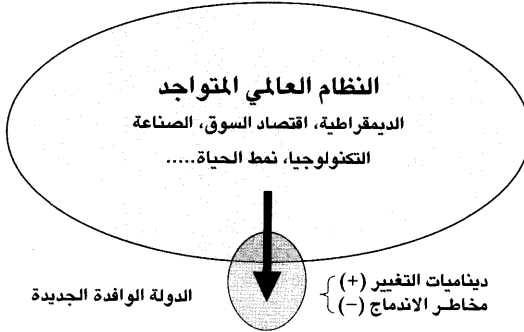 النظام العالمي المتواجد
الديمقراطية، اقتصاد السوق، الصناعة
التكنولوجيا، نمط الحياة.....
ديناميات التغيير (+)
مخاطر الاندماج (–)
الدولة الوافدة الجديدة